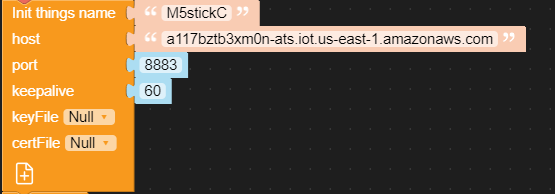 Init things name “ M5stickC ”
host “ a117bztb3xm0n-ats.iot.us-east-1.amazonaws.com ”
port 8883
keepalive 60
keyFile Null
certFile Null